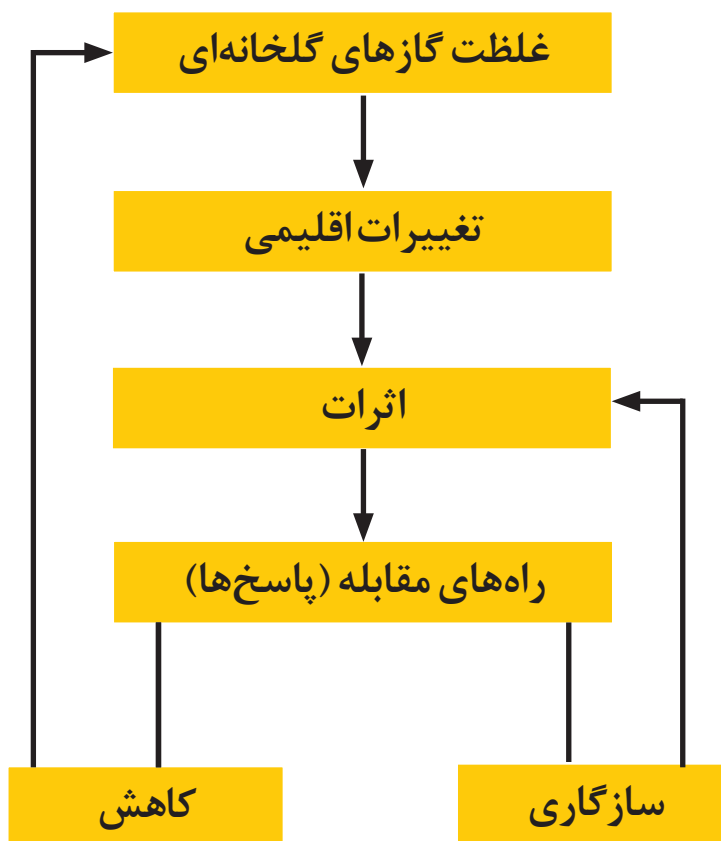 غلظت گازهای گلخانه‌ای
تغییرات اقلیمی
اثرات
راه‌های مقابله (پاسخ‌ها)
سازگاری
کاهش